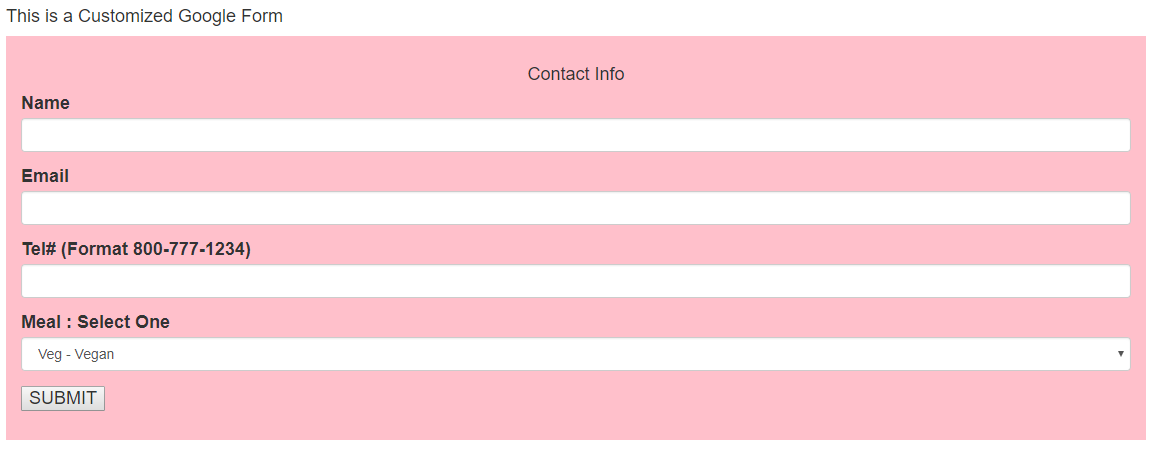 This is a Customized Google Form
Contact Info
Name
Email
Tel# (Format 800-777-1234)
Meal : Select One
Veg - Vegan
SUBMIT